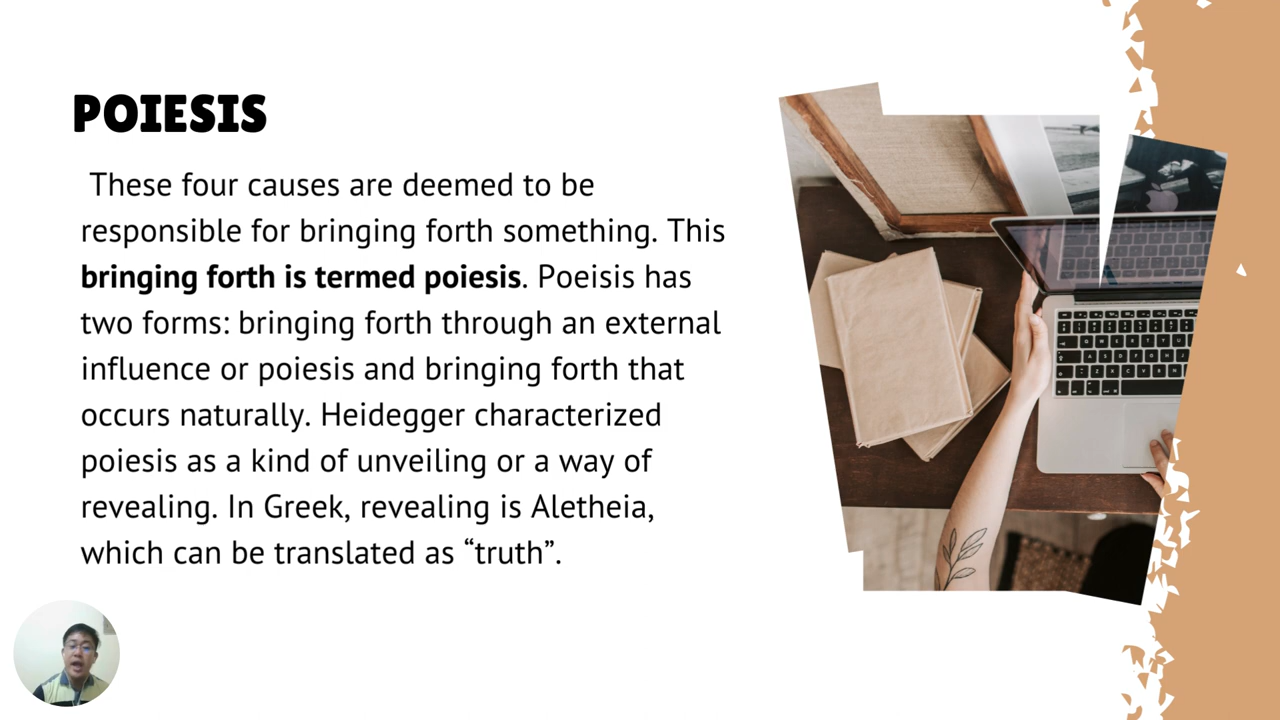 POIESIS
These four causes are deemed to be
responsible for bringing forth something. This
bringing forth is termed poiesis. Poeisis has
two forms: bringing forth through an external
influence or poiesis and bringing forth that
occurs naturally. Heidegger characterized
poiesis as a kind of unveiling or a way of
revealing. In Greek, revealing is Aletheia,
which can be translated as “truth”.